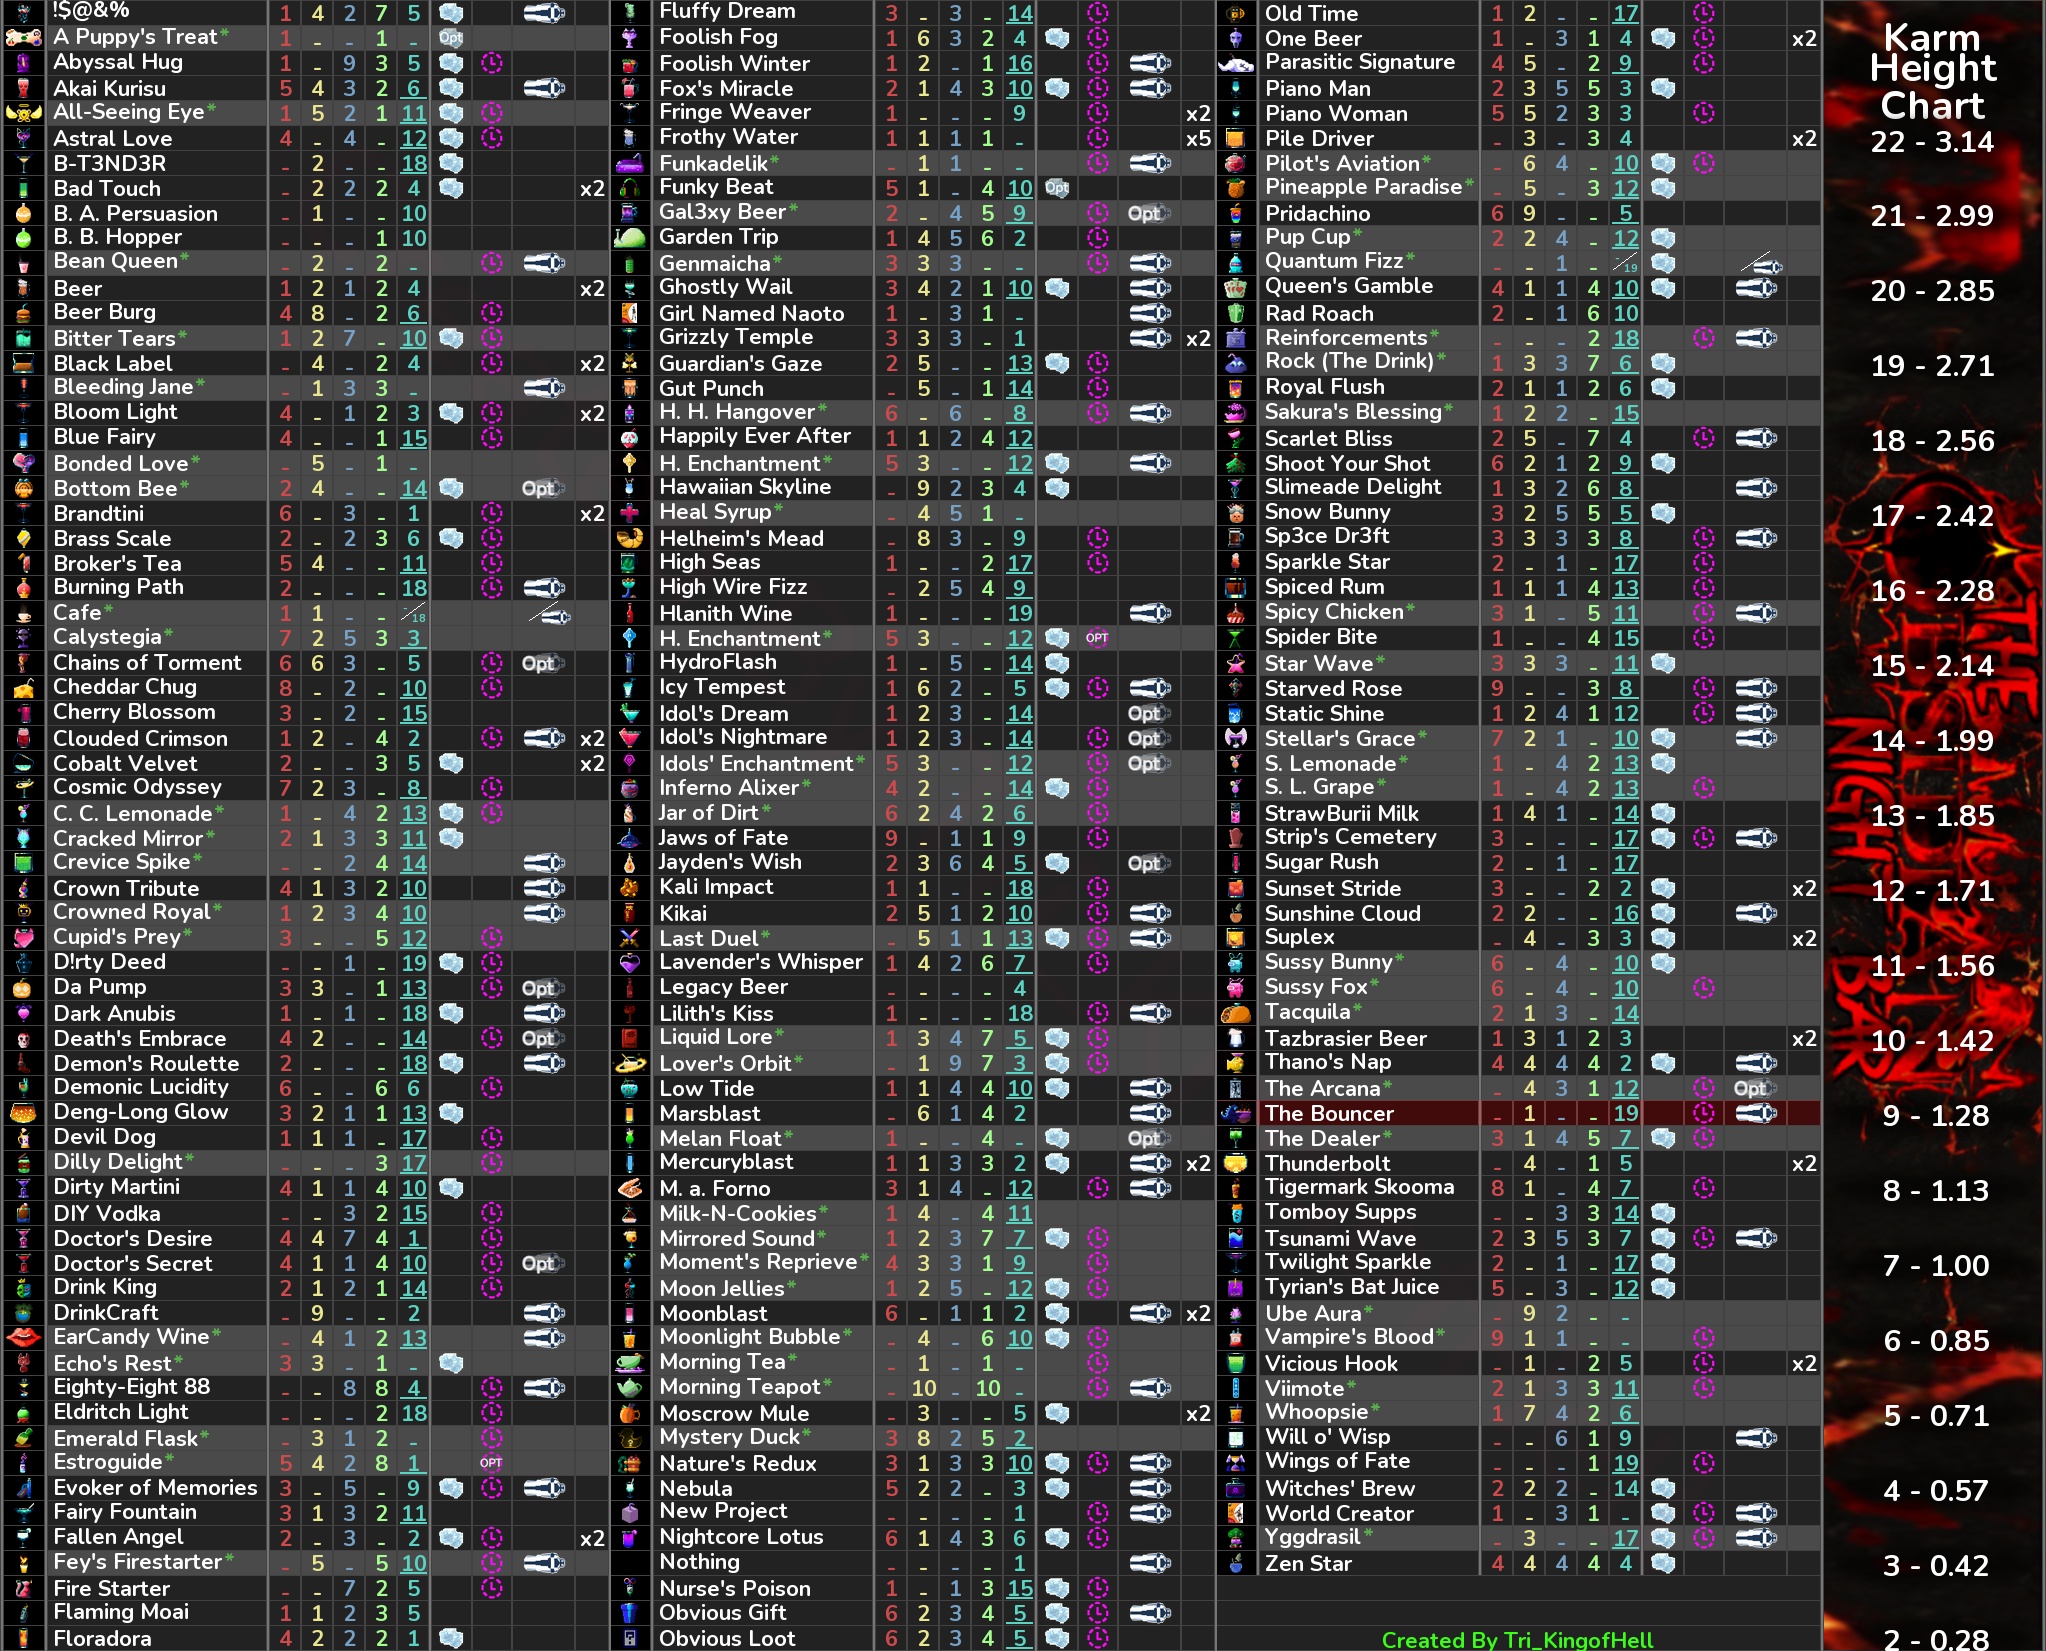 !$@&% 1 4 2 7 5
A Puppy's Treat* 1 - - 1 - Opt
Abyssal Hug 1 - 9 3 5
Akai Kurisu 5 4 3 2 6
All-Seeing Eye* 1 5 2 1 11
Astral Love 4 - 4 - 12
B-T3ND3R - 2 - - 18
Bad Touch - 2 2 2 4 x2
B. A. Persuasion - 1 - - 10
B. B. Hopper - - - 1 10
Bean Queen* - 2 - 2 -
Beer 1 2 1 2 4 x2
Beer Burg 4 8 - 2 6
Bitter Tears* 1 2 7 - 10
Black Label - 4 - 2 4 x2
Bleeding Jane* - 1 3 3 -
Bloom Light 4 - 1 2 3 x2
Blue Fairy 4 - - 1 15
Bonded Love* - 5 - 1 -
Bottom Bee* 2 4 - - 14 Opt
Brandtini 6 - 3 - 1 x2
Brass Scale 2 - 2 3 6
Broker's Tea 5 4 - - 11
Burning Path 2 - - - 18
Cafe* 1 1 - - -/18
Calystegia* 7 2 5 3 3
Chains of Torment 6 6 3 - 5 Opt
Cheddar Chug 8 - 2 - 10
Cherry Blossom 3 - 2 - 15
Clouded Crimson 1 2 - 4 2 x2
Cobalt Velvet 2 - - 3 5 x2
Cosmic Odyssey 7 2 3 - 8
C. C. Lemonade* 1 - 4 2 13
Cracked Mirror* 2 1 3 3 11
Crevice Spike* - - 2 4 14
Crown Tribute 4 1 3 2 10
Crowned Royal* 1 2 3 4 10
Cupid's Prey* 3 - - 5 12
D!rty Deed - - 1 - 19
Da Pump 3 3 - 1 13 Opt
Dark Anubis 1 - 1 - 18
Death's Embrace 4 2 - - 14 Opt
Demon's Roulette 2 - - - 18
Demonic Lucidity 6 - - 6 6
Deng-Long Glow 3 2 1 1 13
Devil Dog 1 1 1 - 17
Dilly Delight* - - - 3 17
Dirty Martini 4 1 1 4 10
DIY Vodka - - 3 2 15
Doctor's Desire 4 4 7 4 1
Doctor's Secret 4 1 1 4 10 Opt
Drink King 2 1 2 1 14
DrinkCraft - 9 - - 2
EarCandy Wine* - 4 1 2 13
Echo's Rest* 3 3 - 1 -
Eighty-Eight 88 - - 8 8 4
Eldritch Light - - - 2 18
Emerald Flask* - 3 1 2 -
Estroguide* 5 4 2 8 1 OPT
Evoker of Memories 3 - 5 - 9
Fairy Fountain 3 1 3 2 11
Fallen Angel 2 - 3 - 2 x2
Fey's Firestarter* - 5 - 5 10
Fire Starter - - 7 2 5
Flaming Moai 1 1 2 3 5
Floradora 4 2 2 2 1
Fluffy Dream 3 - 3 - 14
Foolish Fog 1 6 3 2 4
Foolish Winter 1 2 - 1 16
Fox's Miracle 2 1 4 3 10
Fringe Weaver 1 - - - 9 x2
Frothy Water 1 1 1 1 - x5
Funkadelik* - 1 1 - -
Funky Beat 5 1 - 4 10 Opt
Gal3xy Beer* 2 - 4 5 9 Opt
Garden Trip 1 4 5 6 2
Genmaicha* 3 3 3 - -
Ghostly Wail 3 4 2 1 10
Girl Named Naoto 1 - 3 1 -
Grizzly Temple 3 3 3 - 1 x2
Guardian's Gaze 2 5 - - 13
Gut Punch - 5 - 1 14
H. H. Hangover* 6 - 6 - 8
Happily Ever After 1 1 2 4 12
H. Enchantment* 5 3 - - 12
Hawaiian Skyline - 9 2 3 4
Heal Syrup* - 4 5 1 -
Helheim's Mead - 8 3 - 9
High Seas 1 - - 2 17
High Wire Fizz - 2 5 4 9
Hlanith Wine 1 - - - 19
H. Enchantment* 5 3 - - 12 OPT
HydroFlash 1 - 5 - 14
Icy Tempest 1 6 2 - 5
Idol's Dream 1 2 3 - 14 Opt
Idol's Nightmare 1 2 3 - 14 Opt
Idols' Enchantment* 5 3 - - 12 Opt
Inferno Alixer* 4 2 - - 14
Jar of Dirt* 6 2 4 2 6
Jaws of Fate 9 - 1 1 9
Jayden's Wish 2 3 6 4 5 Opt
Kali Impact 1 1 - - 18
Kikai 2 5 1 2 10
Last Duel* - 5 1 1 13
Lavender's Whisper 1 4 2 6 7
Legacy Beer - - - - 4
Lilith's Kiss 1 - - - 18
Liquid Lore* 1 3 4 7 5
Lover's Orbit* - 1 9 7 3
Low Tide 1 1 4 4 10
Marsblast - 6 1 4 2
Melan Float* 1 - - 4 - Opt
Mercuryblast 1 1 3 3 2 x2
M. a. Forno 3 1 4 - 12
Milk-N-Cookies* 1 4 - 4 11
Mirrored Sound* 1 2 3 7 7
Moment's Reprieve* 4 3 3 1 9
Moon Jellies* 1 2 5 - 12
Moonblast 6 - 1 1 2 x2
Moonlight Bubble* - 4 - 6 10
Morning Tea* - 1 - 1 -
Morning Teapot* - 10 - 10 -
Moscrow Mule - 3 - - 5 x2
Mystery Duck* 3 8 2 5 2
Nature's Redux 3 1 3 3 10
Nebula 5 2 2 - 3
New Project - - - - 1
Nightcore Lotus 6 1 4 3 6
Nothing - - - - 1
Nurse's Poison 1 - 1 3 15
Obvious Gift 6 2 3 4 5
Obvious Loot 6 2 3 4 5
Old Time 1 2 - - 17
One Beer 1 - 3 1 4 x2
Parasitic Signature 4 5 - 2 9
Piano Man 2 3 5 5 3
Piano Woman 5 5 2 3 3
Pile Driver - 3 - 3 4 x2
Pilot's Aviation* - 6 4 - 10
Pineapple Paradise* - 5 - 3 12
Pridachino 6 9 - - 5
Pup Cup* 2 2 4 - 12
Quantum Fizz* - - 1 - -/19
Queen's Gamble 4 1 1 4 10
Rad Roach 2 - 1 6 10
Reinforcements* - - - 2 18
Rock (The Drink)* 1 3 3 7 6
Royal Flush 2 1 1 2 6
Sakura's Blessing* 1 2 2 - 15
Scarlet Bliss 2 5 - 7 4
Shoot Your Shot 6 2 1 2 9
Slimeade Delight 1 3 2 6 8
Snow Bunny 3 2 5 5 5
Sp3ce Dr3ft 3 3 3 3 8
Sparkle Star 2 - 1 - 17
Spiced Rum 1 1 1 4 13
Spicy Chicken* 3 1 - 5 11
Spider Bite 1 - - 4 15
Star Wave* 3 3 3 - 11
Starved Rose 9 - - 3 8
Static Shine 1 2 4 1 12
Stellar's Grace* 7 2 1 - 10
S. Lemonade* 1 - 4 2 13
S. L. Grape* 1 - 4 2 13
StrawBurii Milk 1 4 1 - 14
Strip's Cemetery 3 - - - 17
Sugar Rush 2 - 1 - 17
Sunset Stride 3 - - 2 2 x2
Sunshine Cloud 2 2 - - 16
Suplex - 4 - 3 3 x2
Sussy Bunny* 6 - 4 - 10
Sussy Fox* 6 - 4 - 10
Tacquila* 2 1 3 - 14
Tazbrasier Beer 1 3 1 2 3 x2
Thano's Nap 4 4 4 4 2
The Arcana* - 4 3 1 12 Opt
The Bouncer - 1 - - 19
The Dealer* 3 1 4 5 7
Thunderbolt - 4 - 1 5 x2
Tigermark Skooma 8 1 - 4 7
Tomboy Supps - - 3 3 14
Tsunami Wave 2 3 5 3 7
Twilight Sparkle 2 - 1 - 17
Tyrian's Bat Juice 5 - 3 - 12
Ube Aura* - 9 2 - -
Vampire's Blood* 9 1 1 - -
Vicious Hook - 1 - 2 5 x2
Viimote* 2 1 3 3 11
Whoopsie* 1 7 4 2 6
Will o' Wisp - - 6 1 9
Wings of Fate - - - 1 19
Witches' Brew 2 2 2 - 14
World Creator 1 - 3 1 -
Yggdrasil* - 3 - - 17
Zen Star 4 4 4 4 4
Created By Tri_KingofHell
Karm
Height
Chart
22 - 3.14
21 - 2.99
20 - 2.85
19 - 2.71
18 - 2.56
17 - 2.42
16 - 2.28
15 - 2.14
14 - 1.99
13 - 1.85
12 - 1.71
11 - 1.56
10 - 1.42
9 - 1.28
8 - 1.13
7 - 1.00
6 - 0.85
5 - 0.71
4 - 0.57
3 - 0.42
2 - 0.28
THE
NIGHT BAR